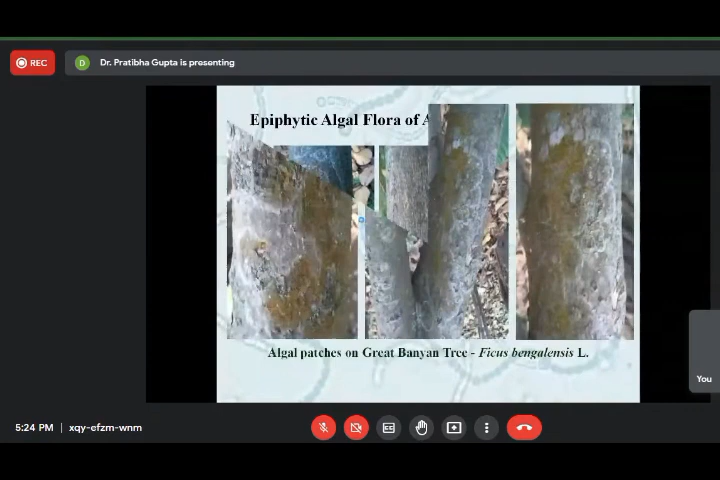 REC
D
Dr. Pratibha Gupta is presenting
Epiphytic Algal Flora of
Algal patches on Great Banyan Tree - Ficus bengalensis L.
You
5:24 PM | xqy-efzm-wnm
CC